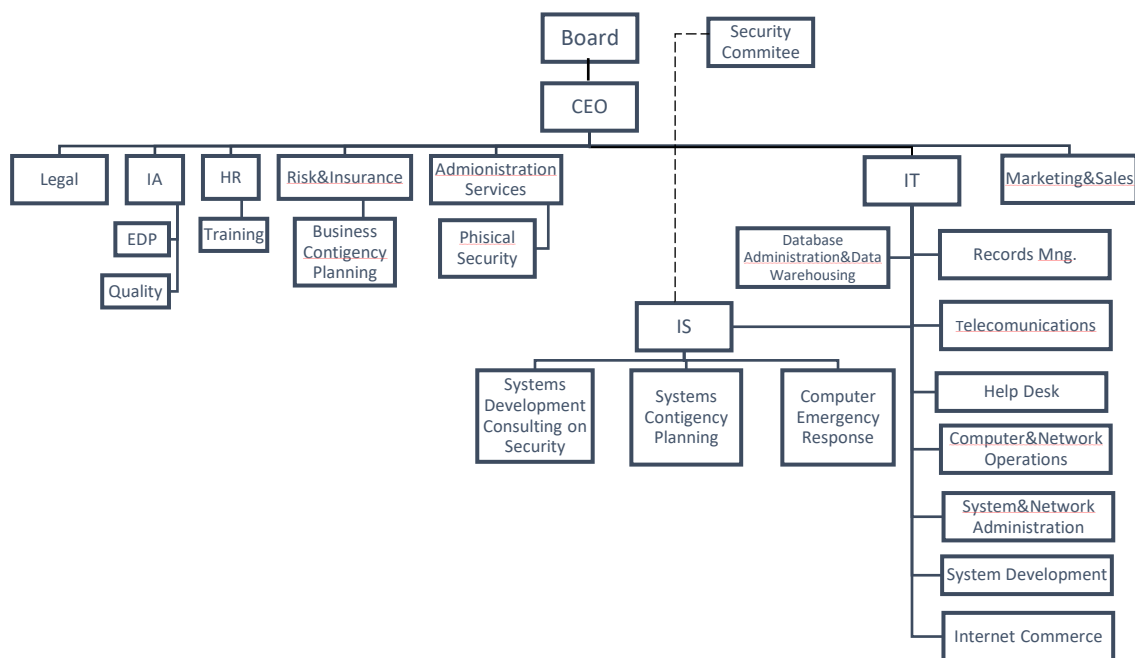 Board
Security
Commitee
CEO
Legal
IA
HR
Risk&Insurance
Admionistration
Services
IT
Marketing&Sales
EDP
Training
Business
Contigency
Planning
Phisical
Security
Database
Administration&Data
Warehousing
Records Mng.
Quality
IS
Telecomunications
Systems
Development
Consulting on
Security
Systems
Contigency
Planning
Computer
Emergency
Response
Help Desk
Computer&Network
Operations
System&Network
Administration
System Development
Internet Commerce